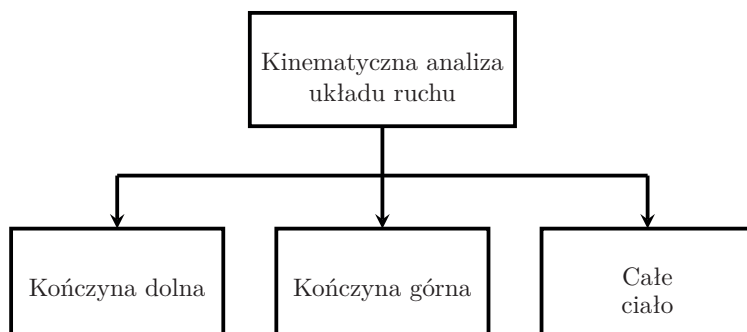 Kinematyczna analiza
układu ruchu
Kończyna dolna
Kończyna górna
Całe
ciało